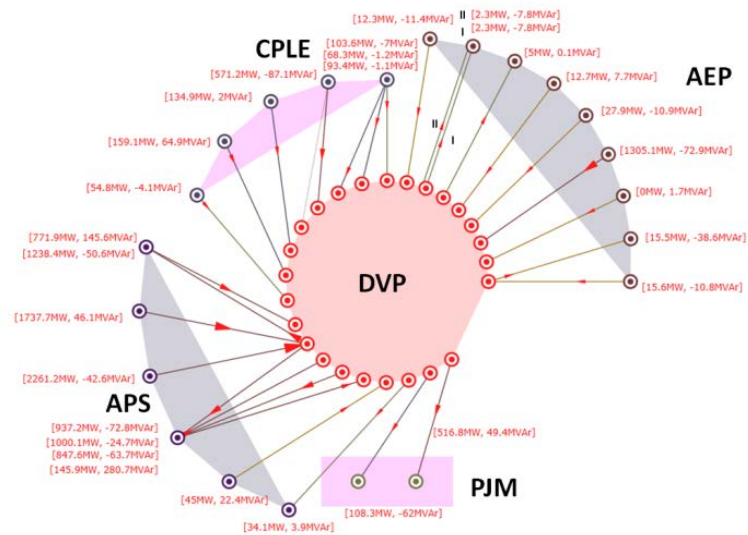 [12.3MW, -11.4MVAr]
II
[2.3MW, -7.8MVAr]
I
[2.3MW, -7.8MVAr]
CPLE
[103.6MW, -7MVAr]
[68.3MW, -1.2MVAr]
[93.4MW, -1.1MVAr]
[5MW, 0.1MVAr]
[571.2MW, -87.1MVAr]
[12.7MW, 7.7MVAr]
AEP
[134.9MW, 2MVAr]
[27.9MW, -10.9MVAr]
II
I
[159.1MW, 64.9MVAr]
[1305.1MW, -72.9MVAr]
[54.8MW, -4.1MVAr]
[0MW, 1.7MVAr]
[771.9MW, 145.6MVAr]
[1238.4MW, -50.6MVAr]
[15.5MW, -38.6MVAr]
DVP
[15.6MW, -10.8MVAr]
[1737.7MW, 46.1MVAr]
[2261.2MW, -42.6MVAr]
APS
[937.2MW, -72.8MVAr]
[1000.1MW, -24.7MVAr]
[847.6MW, -63.7MVAr]
[145.9MW, 280.7MVAr]
[516.8MW, 49.4MVAr]
PJM
[45MW, 22.4MVAr]
[108.3MW, -62MVAr]
[34.1MW, 3.9MVAr]